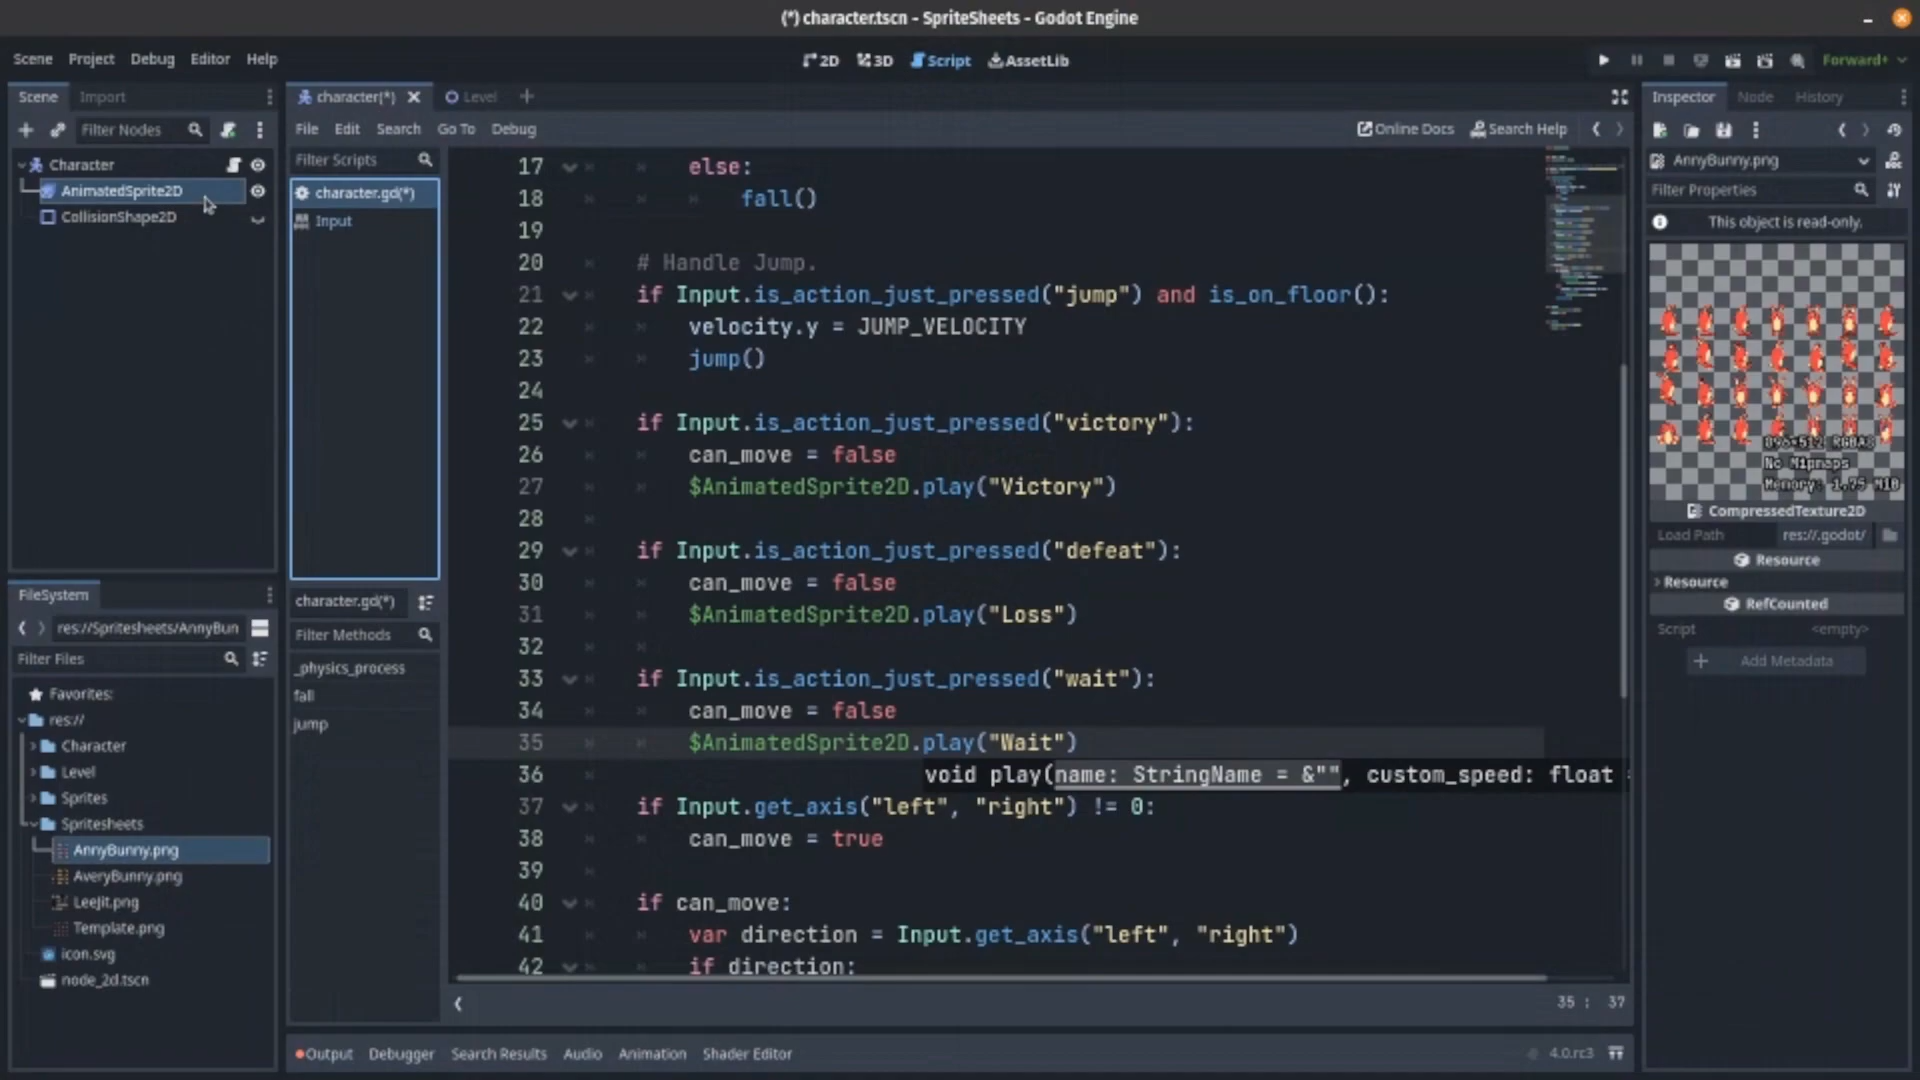 (*) character.tscn - SpriteSheets - Godot Engine
Scene Project Debug Editor Help
2D 3D Script AssetLib
Forward+
Scene Import
Filter Nodes
Character
AnimatedSprite2D
CollisionShape2D
FileSystem
res://Spritesheets/AnnyBun
Filter Files
Favorites:
res://
Character
Level
Sprites
Spritesheets
AnnyBunny.png
AveryBunny.png
LeeJit.png
Template.png
icon.svg
node_2d.tscn
character(*) Level
File Edit Search Go To Debug
Online Docs Search Help
Filter Scripts
character.gd(*)
Input
character.gd(*)
Filter Methods
_physics_process
fall
jump
17 else:
18 fall()
19
20 # Handle Jump.
21 if Input.is_action_just_pressed("jump") and is_on_floor():
22 velocity.y = JUMP_VELOCITY
23 jump()
24
25 if Input.is_action_just_pressed("victory"):
26 can_move = false
27 $AnimatedSprite2D.play("Victory")
28
29 if Input.is_action_just_pressed("defeat"):
30 can_move = false
31 $AnimatedSprite2D.play("Loss")
32
33 if Input.is_action_just_pressed("wait"):
34 can_move = false
35 $AnimatedSprite2D.play("Wait")
36 void play(name: StringName = &"", custom_speed: float
37 if Input.get_axis("left", "right") != 0:
38 can_move = true
39
40 if can_move:
41 var direction = Input.get_axis("left", "right")
42 if direction:
35 : 37
Output Debugger Search Results Audio Animation Shader Editor
4.0.rc3
Inspector Node History
AnnyBunny.png
Filter Properties
This object is read-only.
896×512 RGBA8
No Mipmaps
Memory: 1.75 MiB
CompressedTexture2D
Load Path res://.godot/
Resource
Resource
RefCounted
Script <empty>
Add Metadata